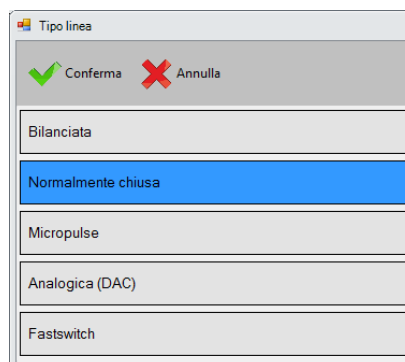 Tipo linea
Conferma Annulla
Bilanciata
Normalmente chiusa
Micropulse
Analogica (DAC)
Fastswitch